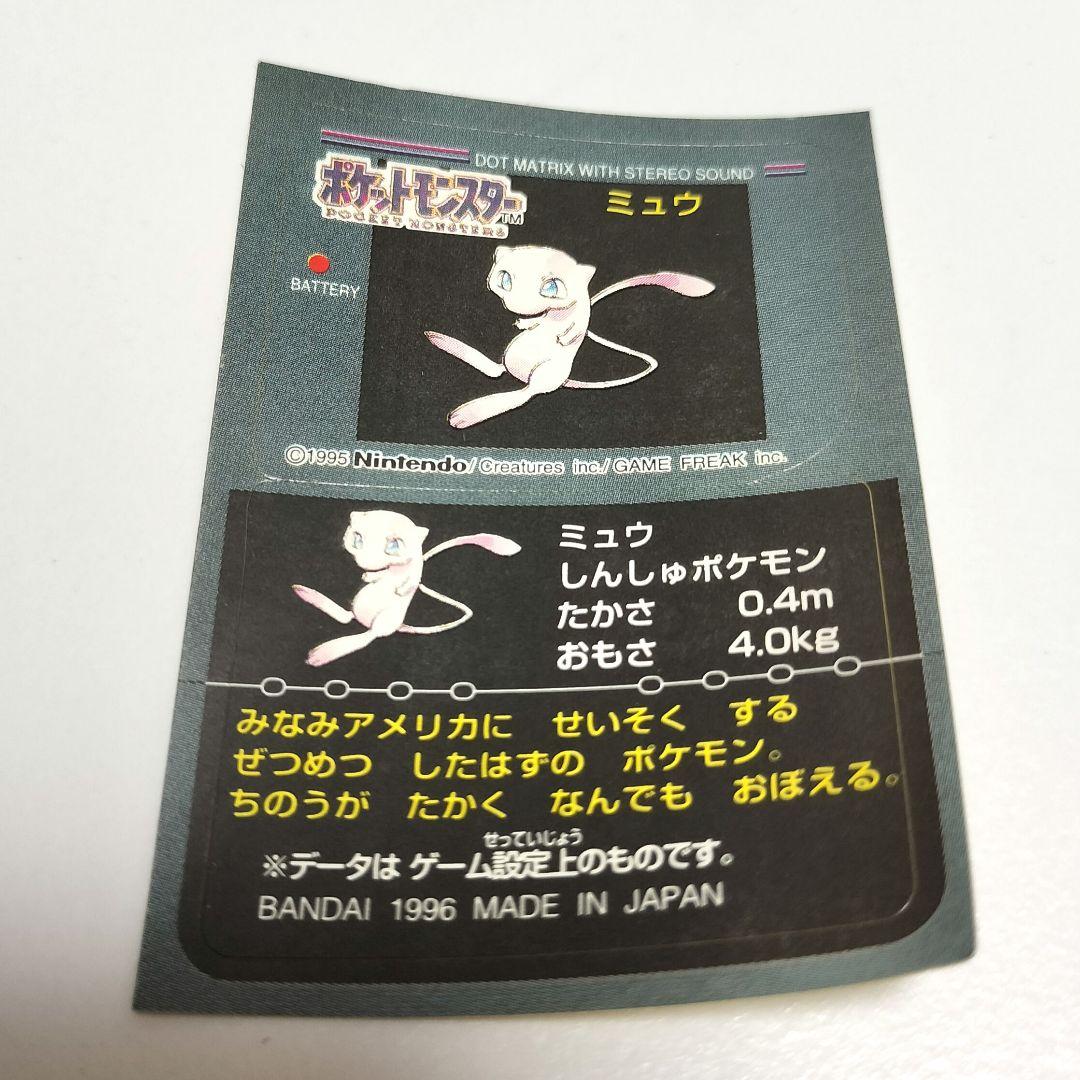 DOT MATRIX WITH STEREO SOUND
ポケットモンスター™
POCKET MONSTERS
ミュウ
BATTERY
©1995 Nintendo/Creatures inc./GAME FREAK inc.
ミュウ
しんしゅポケモン
たかさ 0.4m
おもさ 4.0kg
みなみアメリカに せいそく する
ぜつめつ したはずの ポケモン。
ちのうが たかく なんでも おぼえる。
せっていじょう
※データは ゲーム設定上のものです。
BANDAI 1996 MADE IN JAPAN